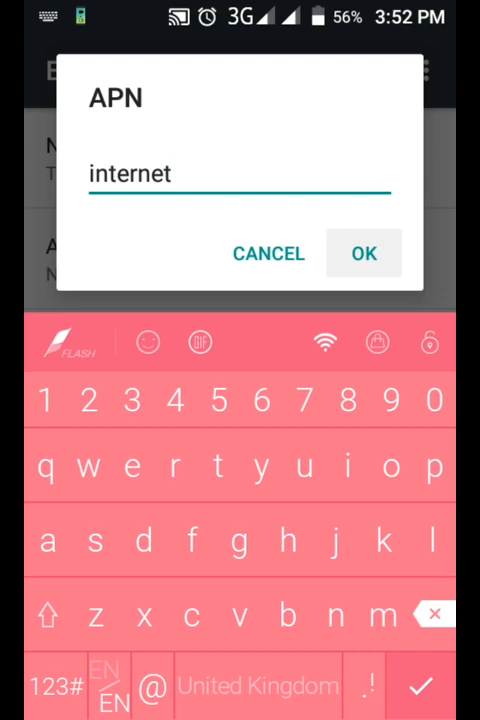 3G 56% 3:52 PM
E
APN
N
T
internet
A
N
CANCEL OK
FLASH GIF
1 2 3 4 5 6 7 8 9 0
q w e r t y u i o p
a s d f g h j k l
z x c v b n m
123# EN/EN @ United Kingdom .!